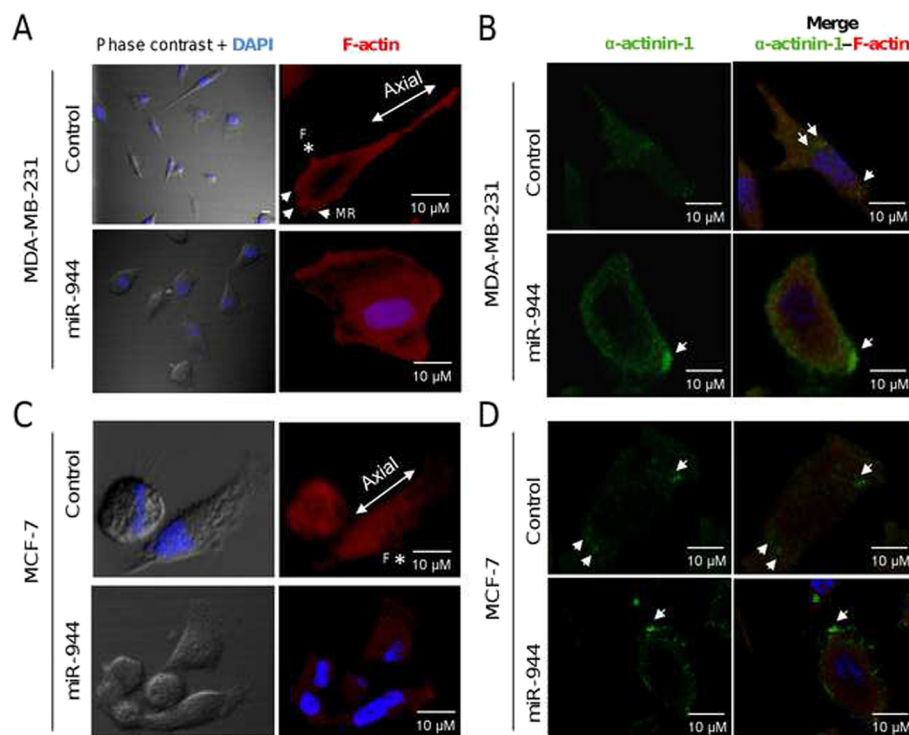 A
Phase contrast + DAPI
F-actin
MDA-MB-231
Control
Axial
F
*
MR
10 μM
miR-944
10 μM
B
α-actinin-1
Merge
α-actinin-1–F-actin
MDA-MB-231
Control
10 μM
10 μM
miR-944
10 μM
10 μM
C
MCF-7
Control
Axial
F *
10 μM
miR-944
10 μM
D
MCF-7
Control
10 μM
10 μM
miR-944
10 μM
10 μM